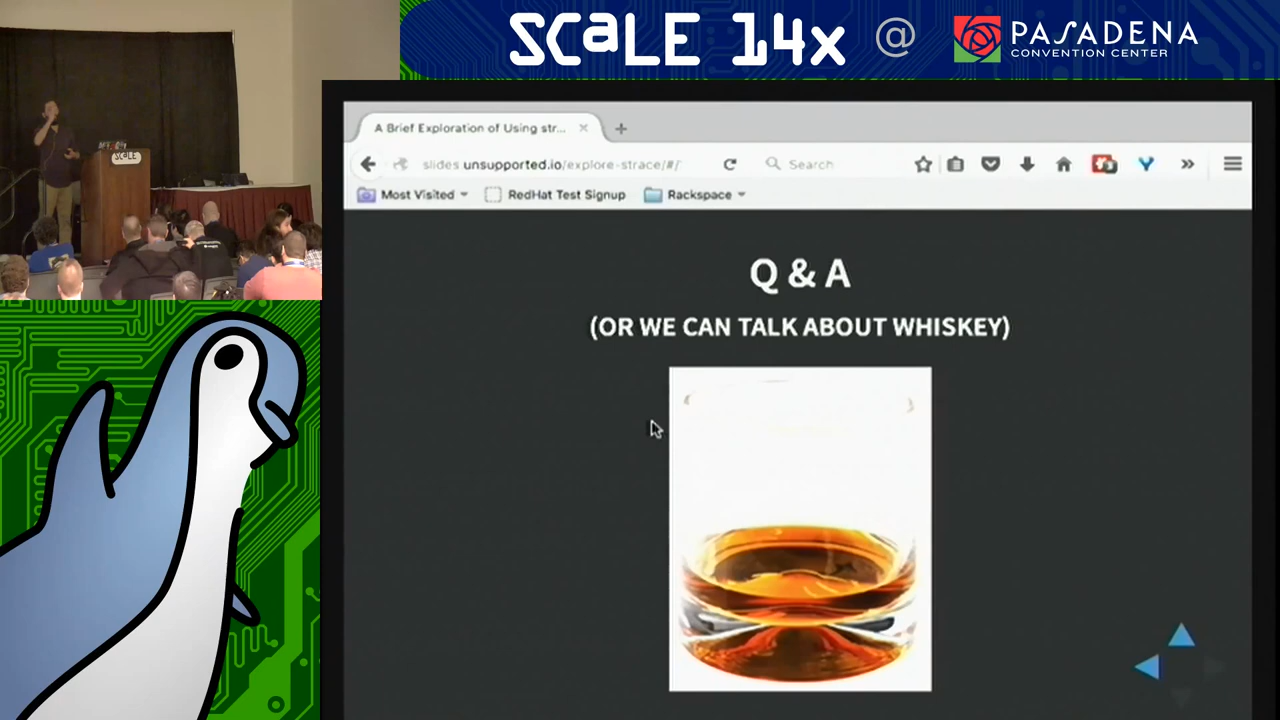 SCALE 14x @ PASADENA
CONVENTION CENTER
SCALE
A Brief Exploration of Using str...
slides.unsupported.io/explore-strace/#/
Search
Most Visited
RedHat Test Signup
Rackspace
Q & A
(OR WE CAN TALK ABOUT WHISKEY)